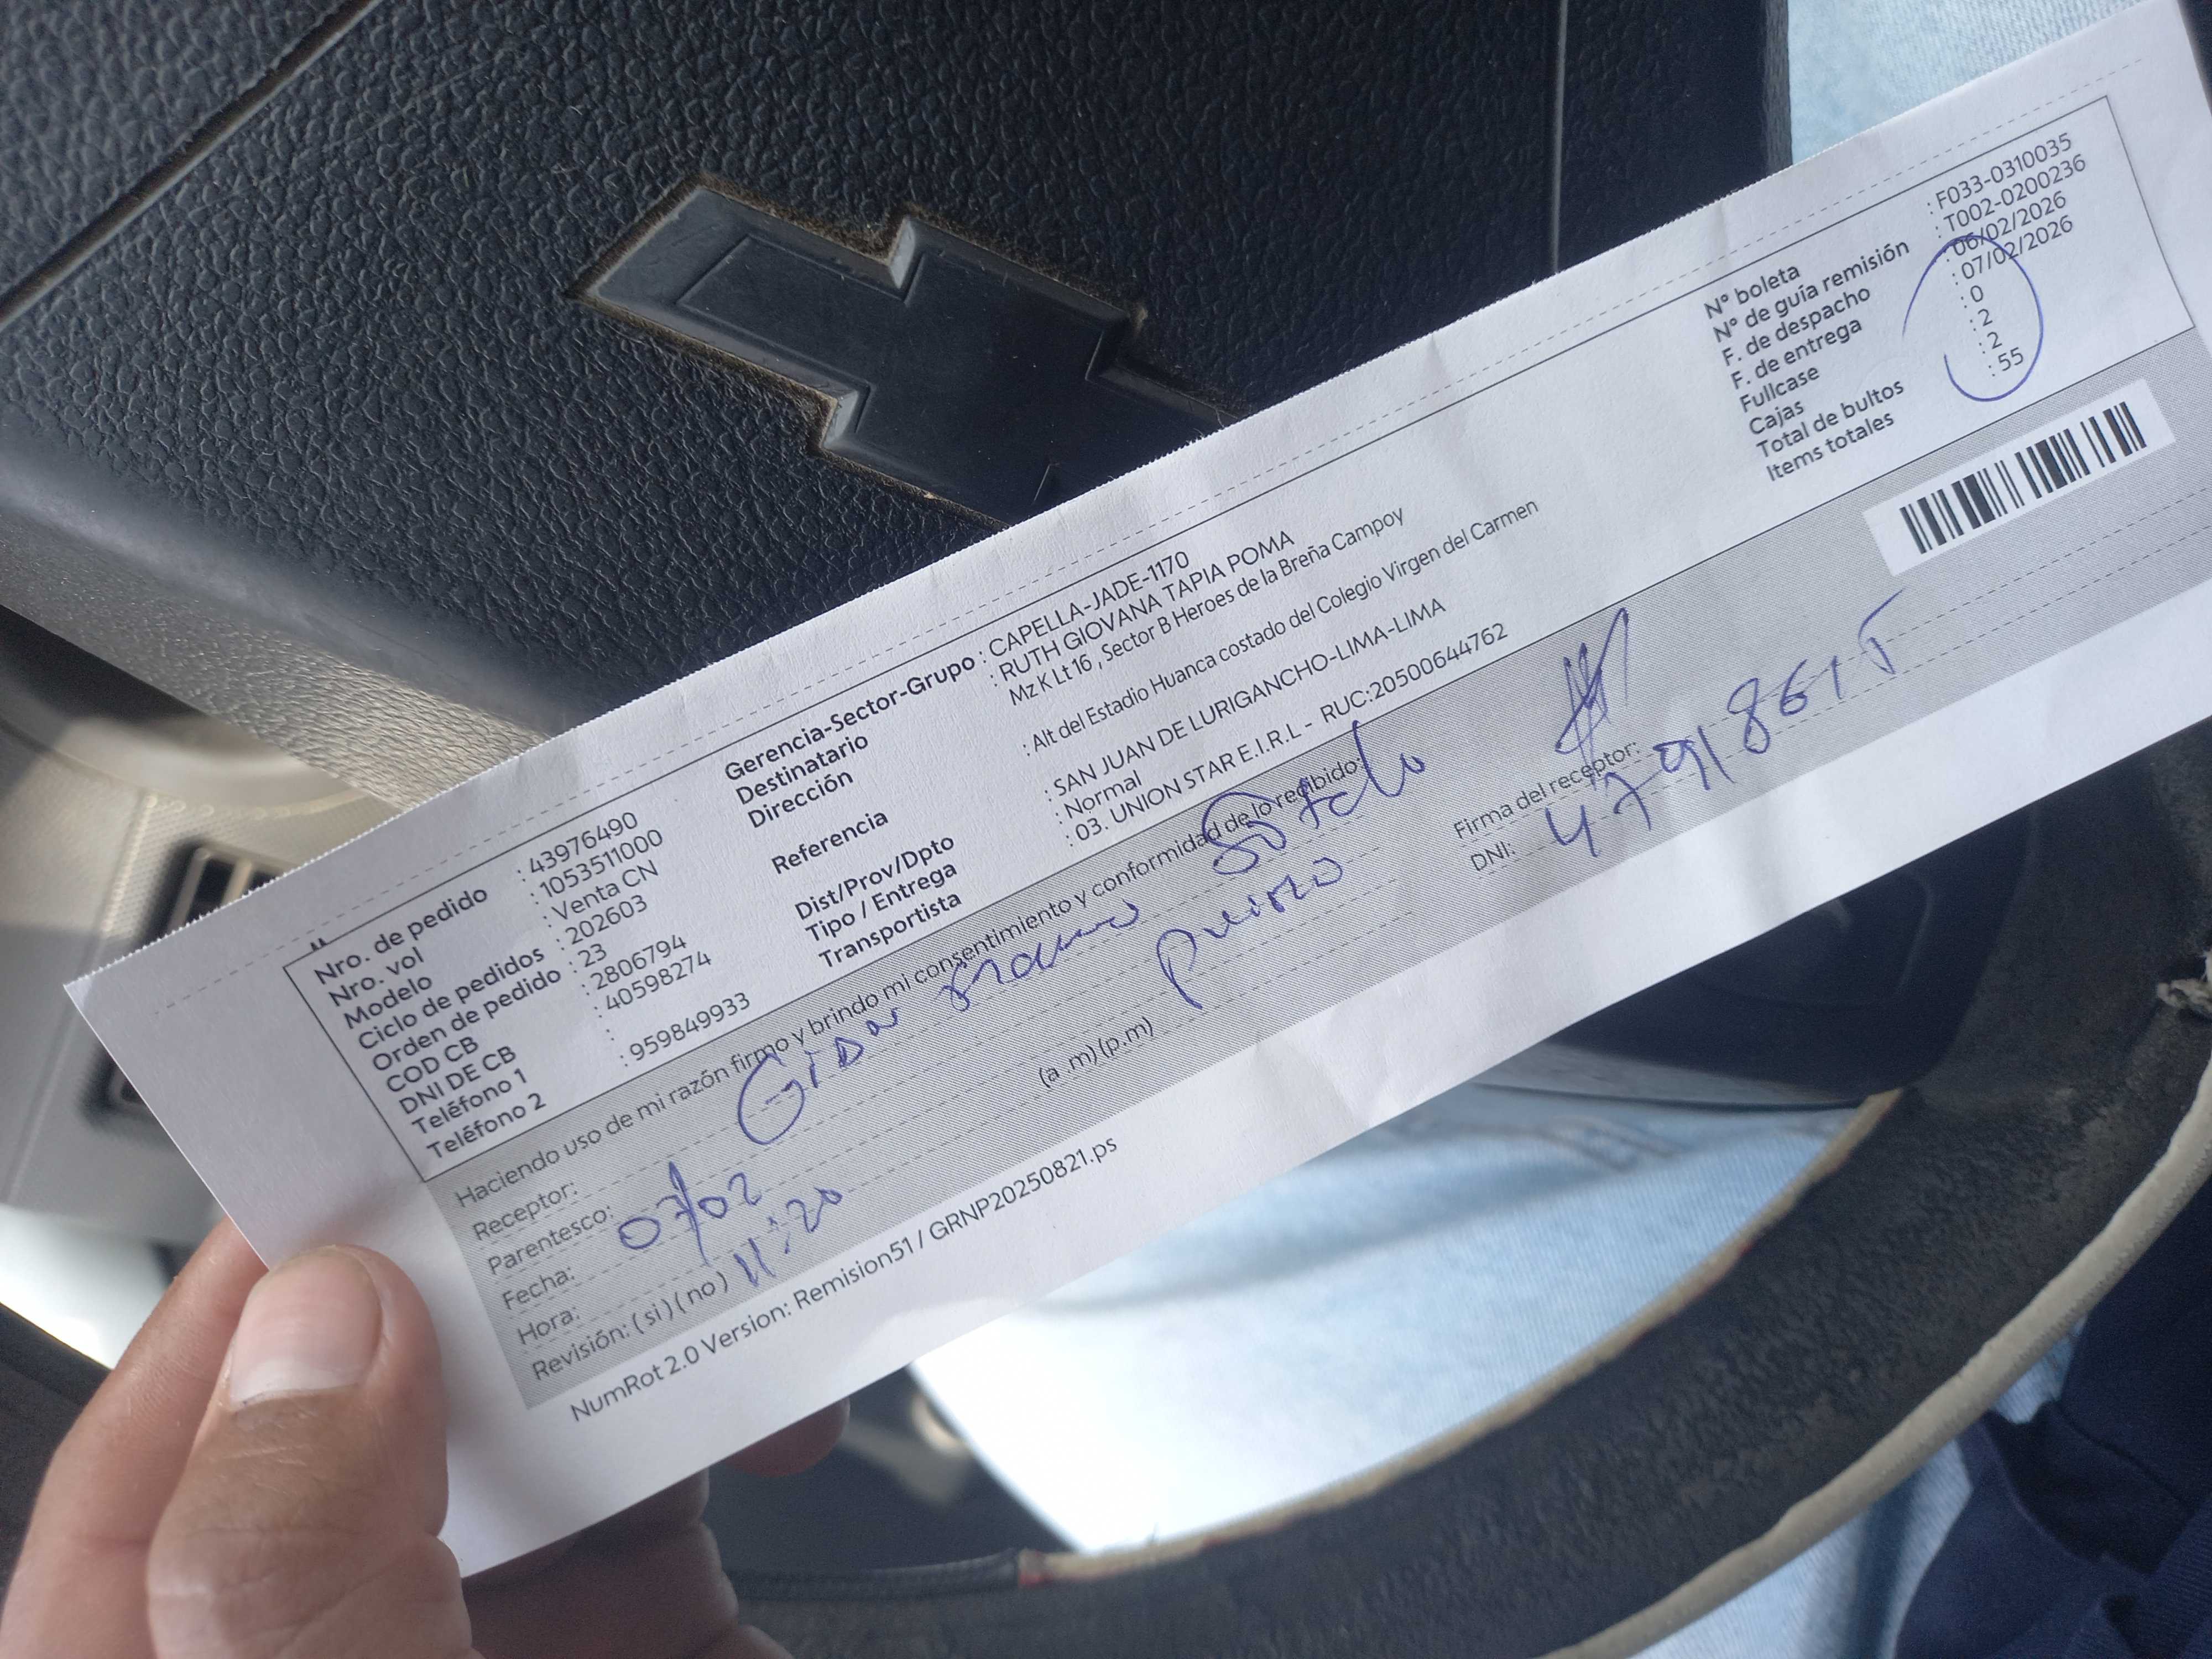 Nro. de pedido : 43976490
Nro. vol : 1053511000
Modelo : Venta CN
Ciclo de pedidos : 202603
Orden de pedido : 23
COD CB : 2806794
DNI DE CB : 40598274
Teléfono 1 :
Teléfono 2 : 959849933
Gerencia-Sector-Grupo : CAPELLA-JADE-1170
Destinatario : RUTH GIOVANA TAPIA POMA
Dirección Mz K Lt 16 , Sector B Heroes de la Breña Campoy
Referencia : Alt del Estadio Huanca costado del Colegio Virgen del Carmen
Dist/Prov/Dpto : SAN JUAN DE LURIGANCHO-LIMA-LIMA
Tipo / Entrega : Normal
Transportista : 03. UNION STAR E.I.R.L - RUC:20500644762
N° boleta : F033-0310035
N° de guía remisión : T002-0200236
F. de despacho : 06/02/2026
F. de entrega : 07/02/2026
Fullcase : 0
Cajas : 2
Total de bultos : 2
Items totales : 55
Haciendo uso de mi razón firmo y brindo mi consentimiento y conformidad de lo recibido:
Receptor: Sotelo
Parentesco:
Fecha: 07/02
Hora: 11:20 (a .m) (p.m)
Revisión: ( si ) ( no )
Firma del receptor:
DNI: 47918615
NumRot 2.0 Version: Remision51 / GRNP20250821.ps